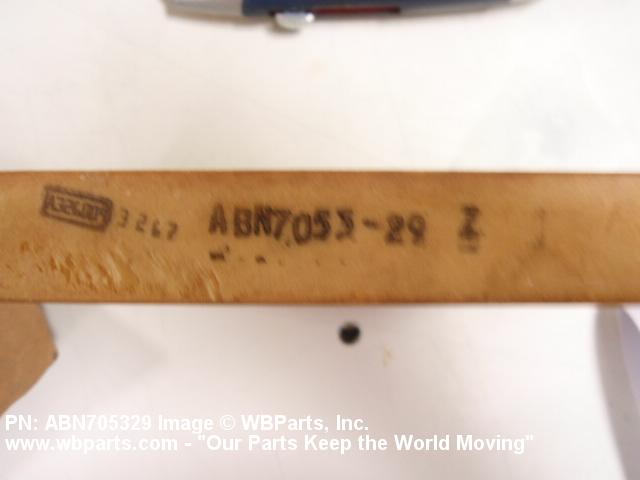 3267 ABN7053-29 Z
PN: ABN705329 Image © WBParts, Inc.
www.wbparts.com - "Our Parts Keep the World Moving"